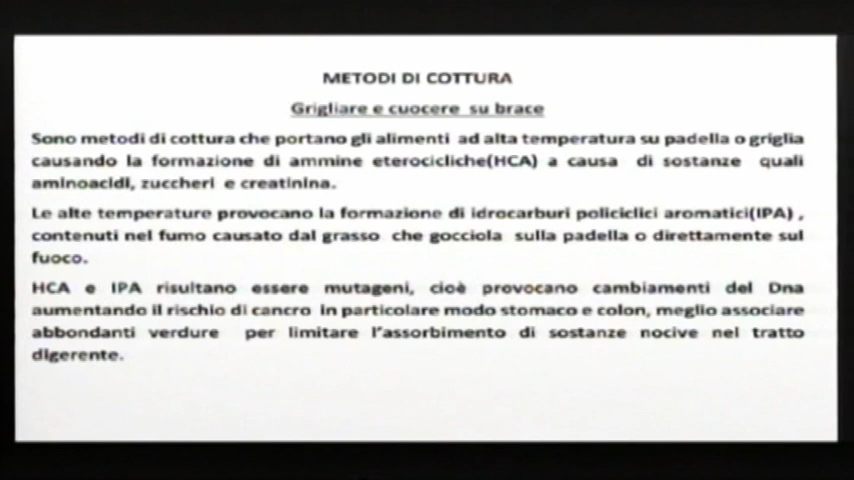 METODI DI COTTURA
Grigliare e cuocere su brace
Sono metodi di cottura che portano gli alimenti ad alta temperatura su padella o griglia
causando la formazione di ammine eterocicliche(HCA) a causa di sostanze quali
aminoacidi, zuccheri e creatinina.
Le alte temperature provocano la formazione di idrocarburi policiclici aromatici(IPA) ,
contenuti nel fumo causato dal grasso che gocciola sulla padella o direttamente sul
fuoco.
HCA e IPA risultano essere mutageni, cioè provocano cambiamenti del Dna
aumentando il rischio di cancro in particolare modo stomaco e colon, meglio associare
abbondanti verdure per limitare l'assorbimento di sostanze nocive nel tratto
digerente.